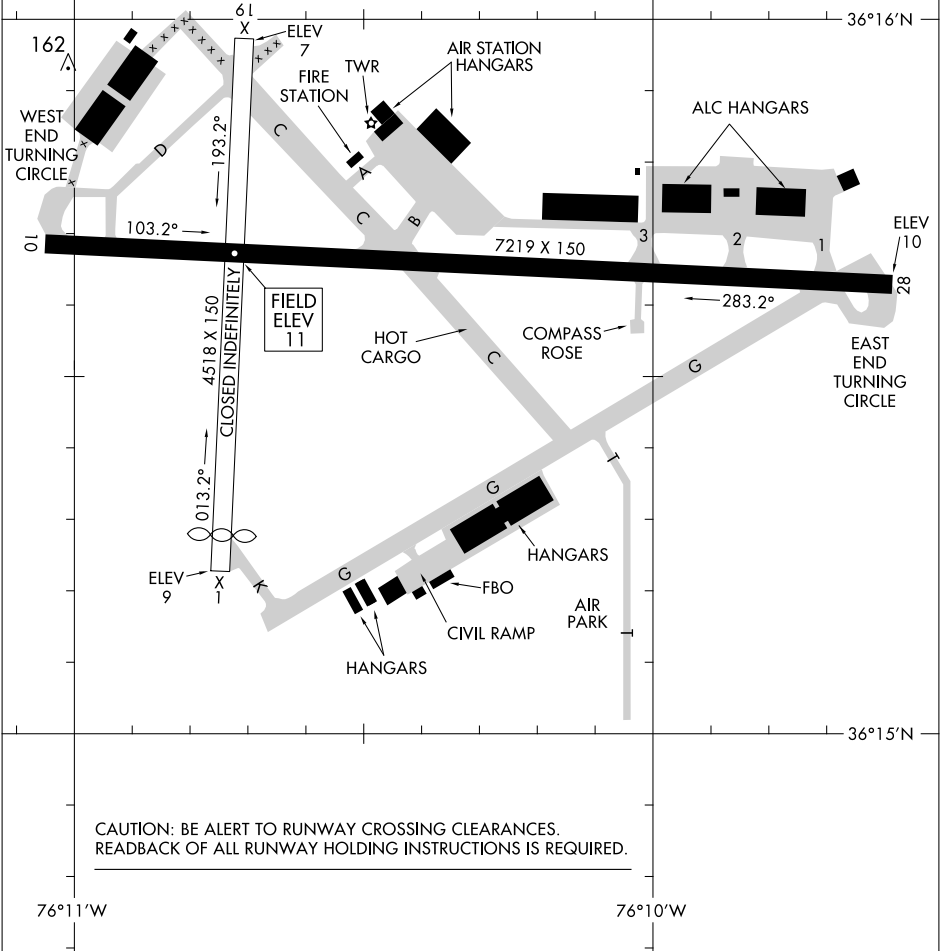 19
X
36°16'N
ELEV
7
162
TWR
AIR STATION
HANGARS
FIRE
STATION
ALC HANGARS
WEST
END
TURNING
CIRCLE
D
C
A
193.2°
C
B
10
103.2°
7219 X 150
3
2
1
ELEV
10
28
283.2°
4518 X 150
CLOSED INDEFINITELY
FIELD
ELEV
11
HOT
CARGO
C
COMPASS
ROSE
G
EAST
END
TURNING
CIRCLE
T
013.2°
G
HANGARS
ELEV
9
X
1
K
G
FBO
AIR
PARK
CIVIL RAMP
T
HANGARS
36°15'N
CAUTION: BE ALERT TO RUNWAY CROSSING CLEARANCES.
READBACK OF ALL RUNWAY HOLDING INSTRUCTIONS IS REQUIRED.
76°11'W
76°10'W